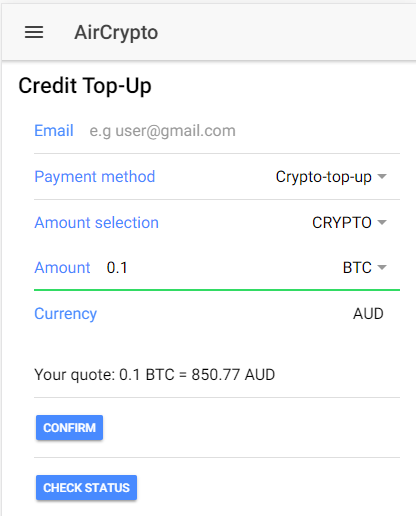 AirCrypto
Credit Top-Up
Email e.g user@gmail.com
Payment method Crypto-top-up
Amount selection CRYPTO
Amount 0.1 BTC
Currency AUD
Your quote: 0.1 BTC = 850.77 AUD
CONFIRM
CHECK STATUS